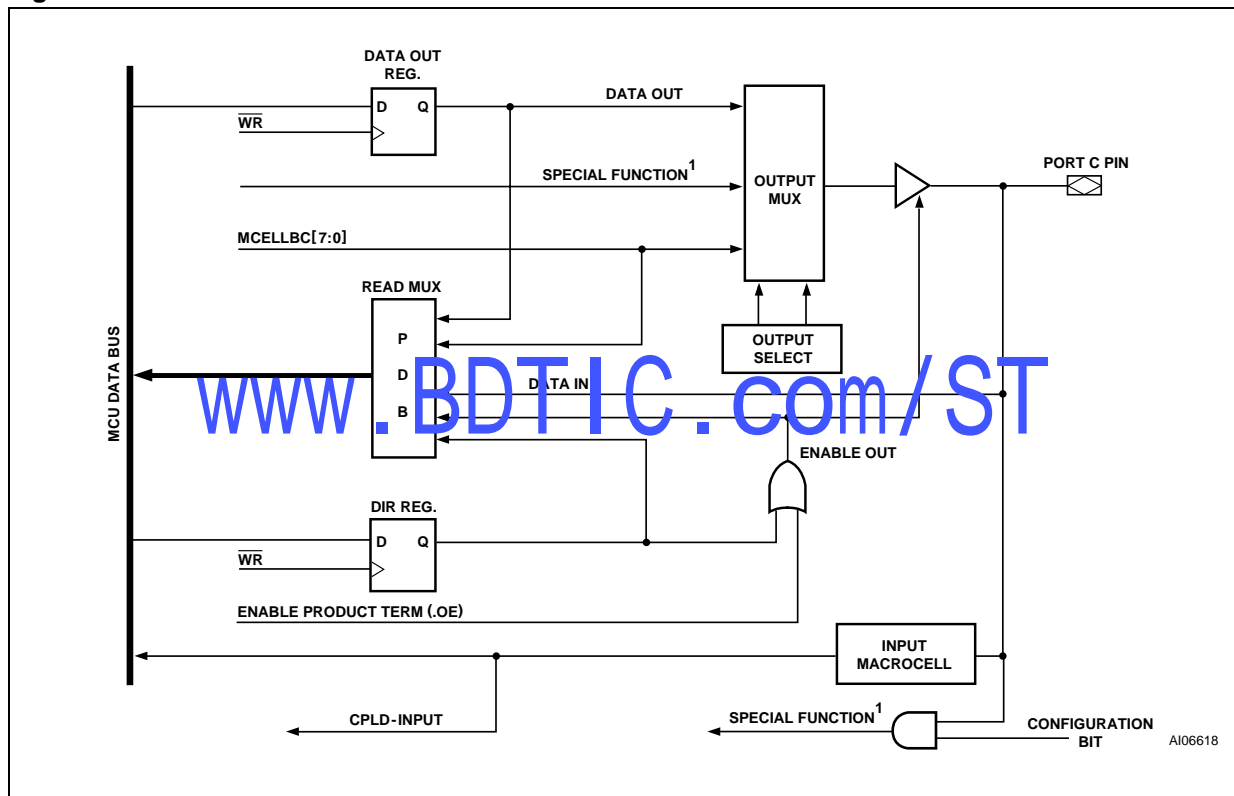 DATA OUT
REG.
D Q
WR
DATA OUT
SPECIAL FUNCTION1
OUTPUT
MUX
PORT C PIN
MCELLBC[7:0]
READ MUX
P
D
B
OUTPUT
SELECT
MCU DATA BUS
DATA IN
www.BDTIC.com/ST
ENABLE OUT
DIR REG.
D Q
WR
ENABLE PRODUCT TERM (.OE)
INPUT
MACROCELL
CPLD-INPUT
SPECIAL FUNCTION1
CONFIGURATION
BIT
AI06618